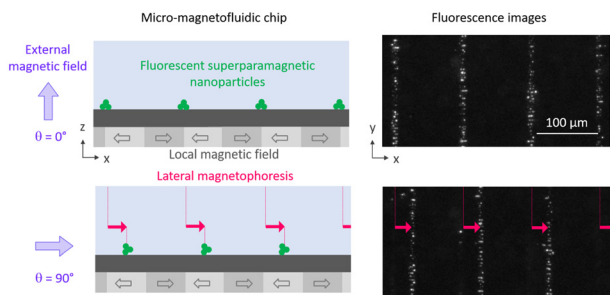 Micro-magnetofluidic chip
Fluorescence images
External
magnetic field
θ = 0°
Fluorescent superparamagnetic
nanoparticles
z
x
Local magnetic field
y
x
100 μm
Lateral magnetophoresis
θ = 90°